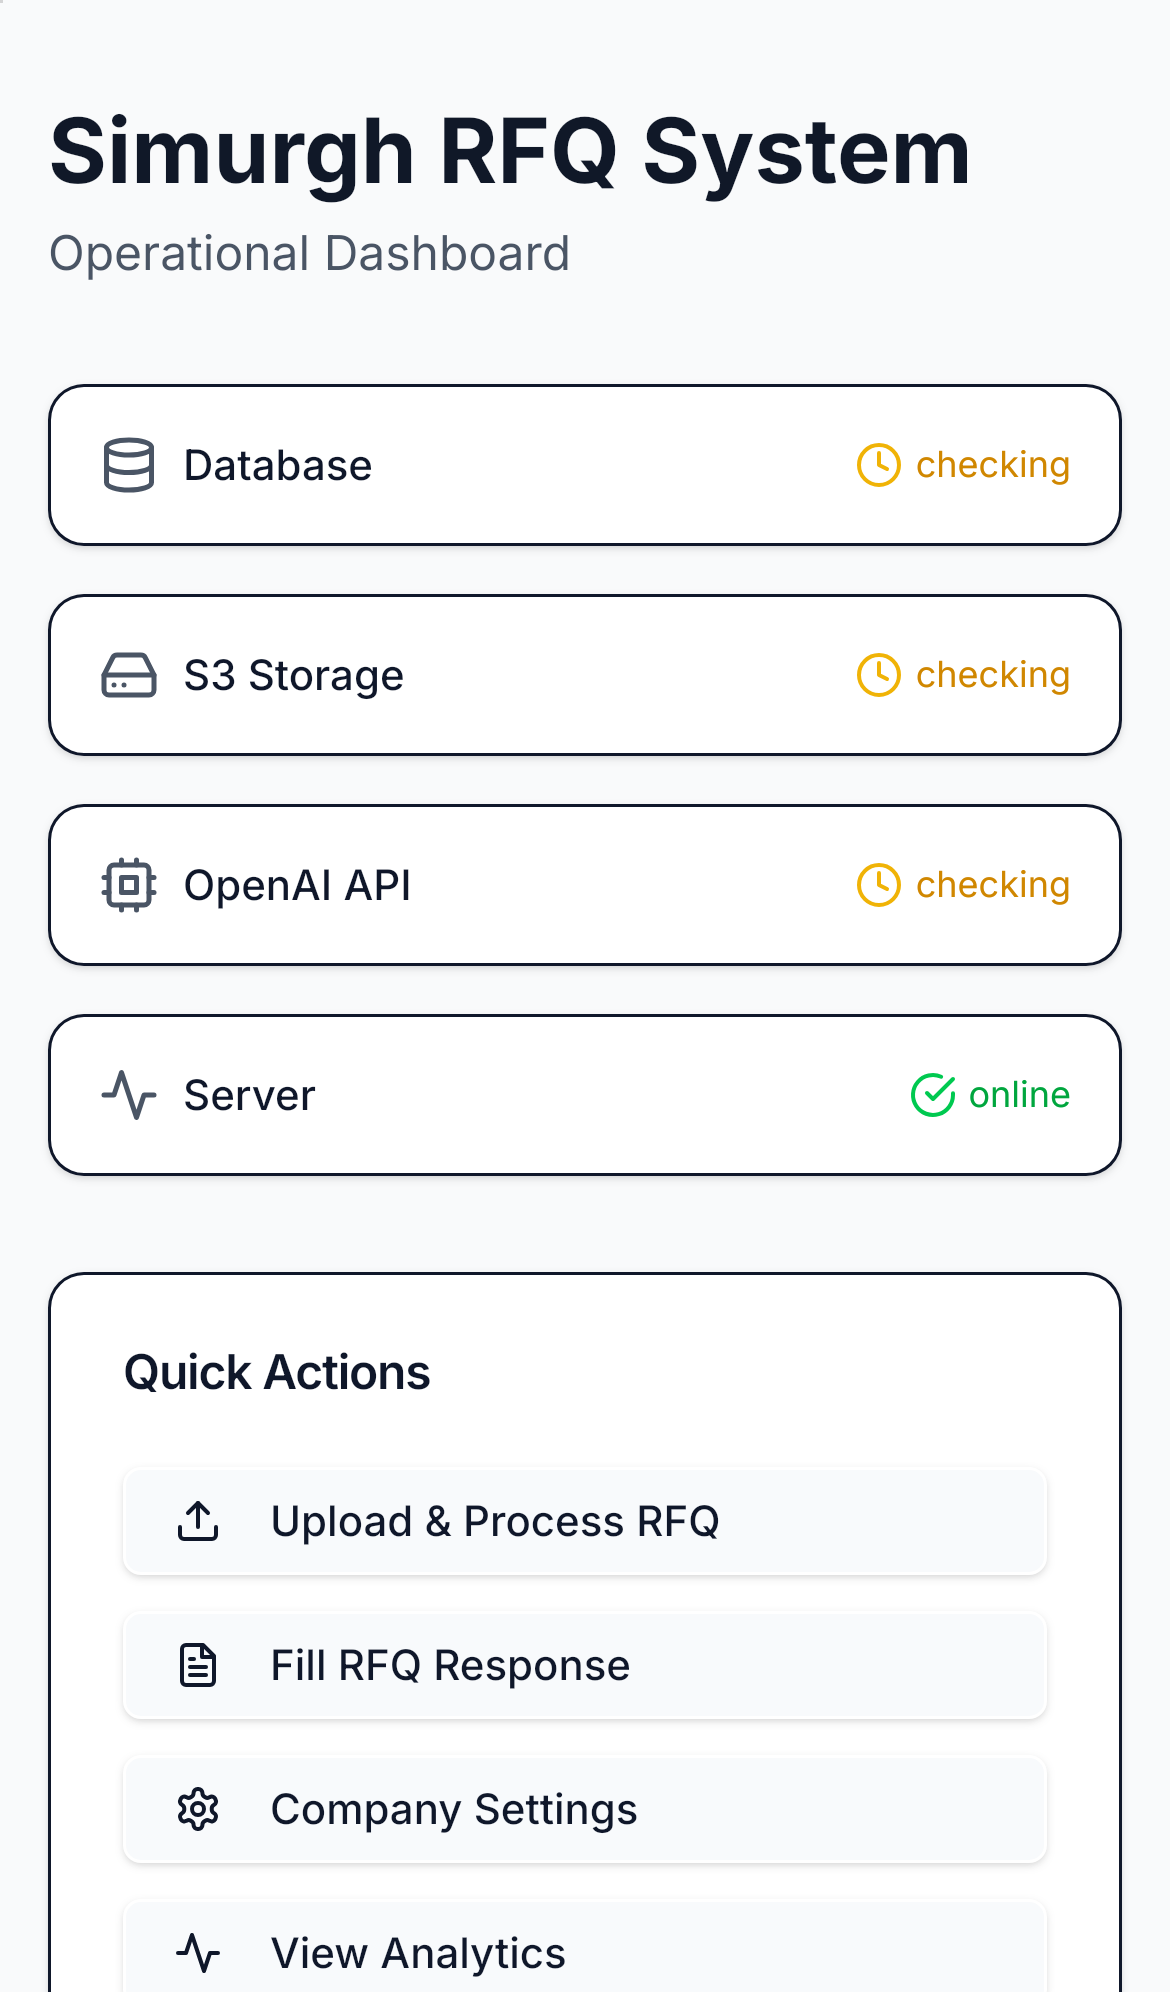 Simurgh RFQ System
Operational Dashboard
Database checking
S3 Storage checking
OpenAI API checking
Server online
Quick Actions
Upload & Process RFQ
Fill RFQ Response
Company Settings
View Analytics